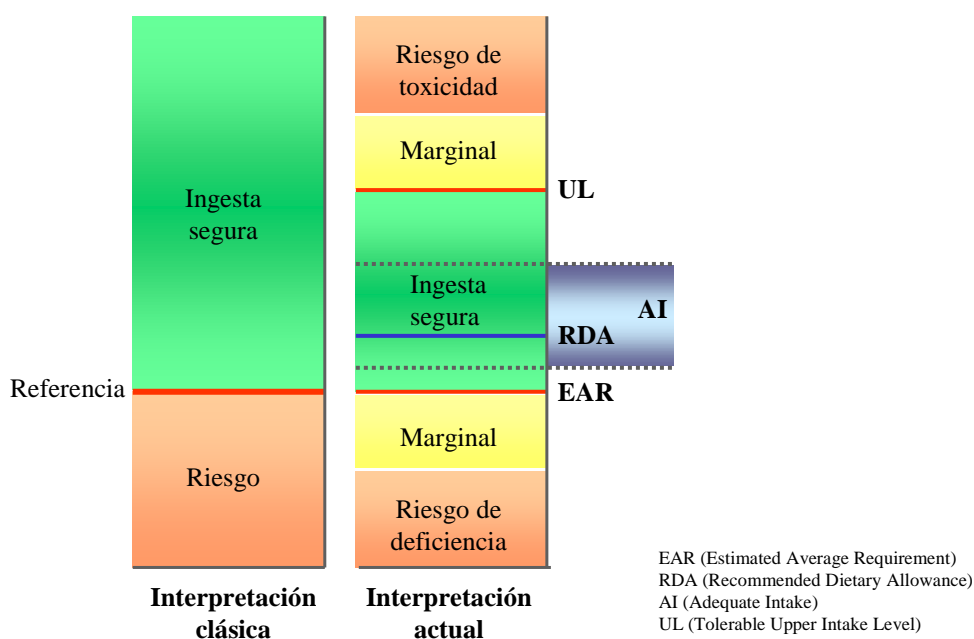 Ingesta
segura
Referencia
Riesgo
Interpretación
clásica
Riesgo de
toxicidad
Marginal
UL
Ingesta
segura
AI
RDA
EAR
Marginal
Riesgo de
deficiencia
Interpretación
actual
EAR (Estimated Average Requirement)
RDA (Recommended Dietary Allowance)
AI (Adequate Intake)
UL (Tolerable Upper Intake Level)